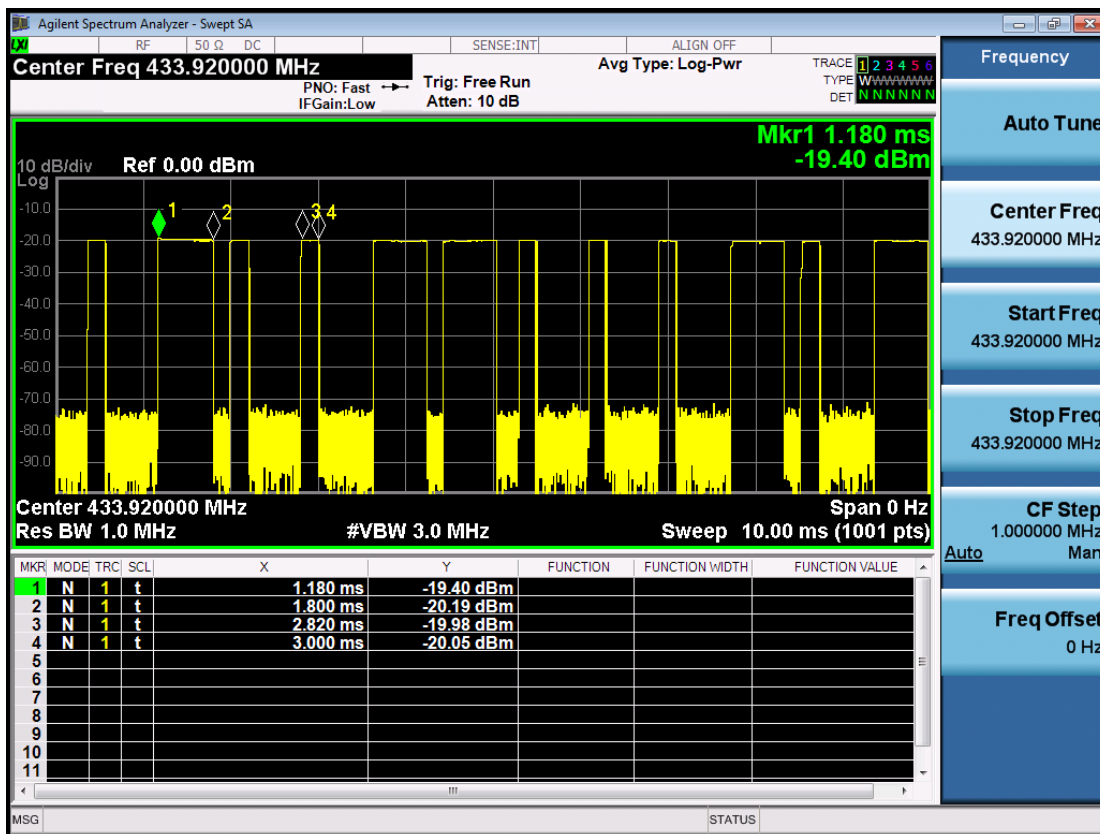 Agilent Spectrum Analyzer - Swept SA
LXI RF 50 Ω DC SENSE:INT ALIGN OFF
Center Freq 433.920000 MHz
PNO: Fast
IFGain:Low
Trig: Free Run
Atten: 10 dB
Avg Type: Log-Pwr
TRACE 1 2 3 4 5 6
TYPE WWWWWWWW
DET N N N N N N
Mkr1 1.180 ms
-19.40 dBm
10 dB/div Ref 0.00 dBm
Log
1 2 3 4
-10.0
-20.0
-30.0
-40.0
-50.0
-60.0
-70.0
-80.0
-90.0
Center 433.920000 MHz Span 0 Hz
Res BW 1.0 MHz #VBW 3.0 MHz Sweep 10.00 ms (1001 pts)
MKR MODE TRC SCL X Y FUNCTION FUNCTION WIDTH FUNCTION VALUE
1 N 1 t 1.180 ms -19.40 dBm
2 N 1 t 1.800 ms -20.19 dBm
3 N 1 t 2.820 ms -19.98 dBm
4 N 1 t 3.000 ms -20.05 dBm
5
6
7
8
9
10
11
MSG STATUS
Frequency
Auto Tune
Center Freq
433.920000 MHz
Start Freq
433.920000 MHz
Stop Freq
433.920000 MHz
CF Step
1.000000 MHz
Auto Man
Freq Offset
0 Hz